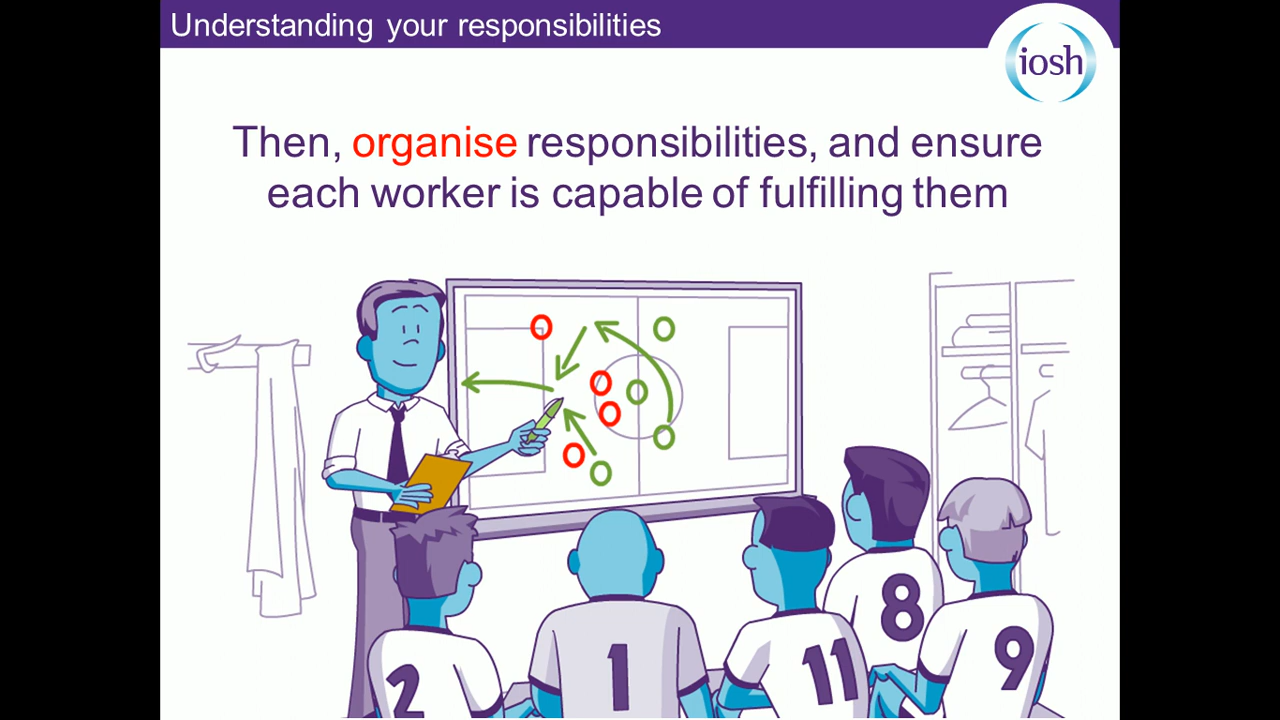 Understanding your responsibilities
iosh
Then, organise responsibilities, and ensure
each worker is capable of fulfilling them
8
9
11
1
2